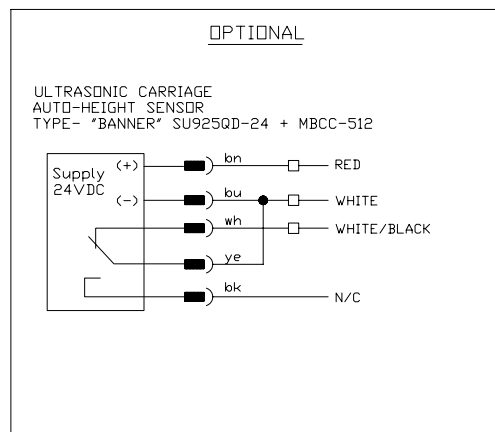 OPTIONAL
ULTRASONIC CARRIAGE
AUTO-HEIGHT SENSOR
TYPE- "BANNER" SU925QD-24 + MBCC-512
Supply (+) bn RED
24VDC (-) bu WHITE
wh WHITE/BLACK
ye
bk N/C